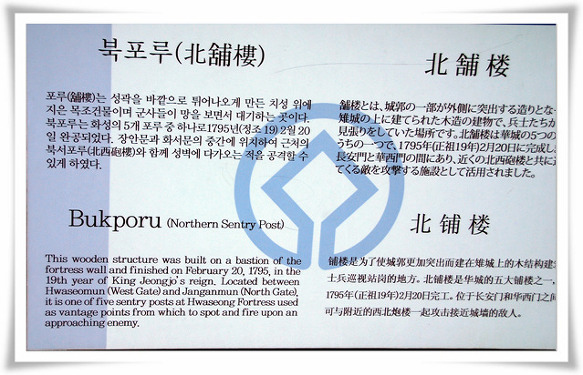 북포루(北舖樓)
포루(舖樓)는 성곽을 바깥으로 튀어나오게 만든 치성 위에
지은 목조건물이며 군사들이 망을 보면서 대기하는 곳이다.
북포루는 화성의 5개 포루 중 하나로1795년(정조 19) 2월 20
일 완공되었다. 장안문과 화서문의 중간에 위치하여 근처의
북서포루(北西砲樓)와 함께 성벽에 다가오는 적을 공격할 수
있게 하였다.
北舗楼
舗楼とは、城郭の一部が外側に突出する造りとな
雉城の上に建てられた木造の建物で、兵士たちが
見張りをしていた場所です。北舗楼は華城の5つの
うちの一つで、1795年(正祖19年)2月20日に完成し
長安門と華西門の間にあり、近くの北西砲楼と共に
てくる敵を攻撃する施設として活用されました。
Bukporu (Northern Sentry Post)
This wooden structure was built on a bastion of the
fortress wall and finished on February 20, 1795, in the
19th year of King Jeongjo's reign. Located between
Hwaseomun (West Gate) and Janganmun (North Gate),
it is one of five sentry posts at Hwaseong Fortress used
as vantage points from which to spot and fire upon an
approaching enemy.
北铺楼
铺楼是为了使城郭更加突出而建在雉城上的木结构建
士兵巡视站岗的地方。北铺楼是华城的五大铺楼之一，
1795年(正祖19年)2月20日完工。位于长安门和华西门之间
可与附近的西北炮楼一起攻击接近城墙的敌人。